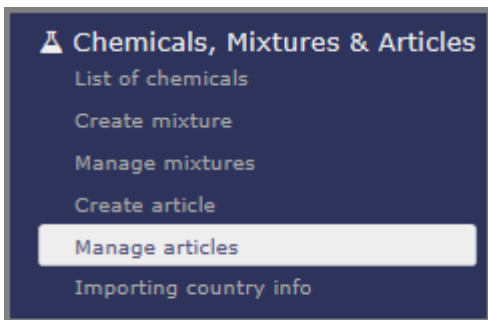 Chemicals, Mixtures & Articles
List of chemicals
Create mixture
Manage mixtures
Create article
Manage articles
Importing country info